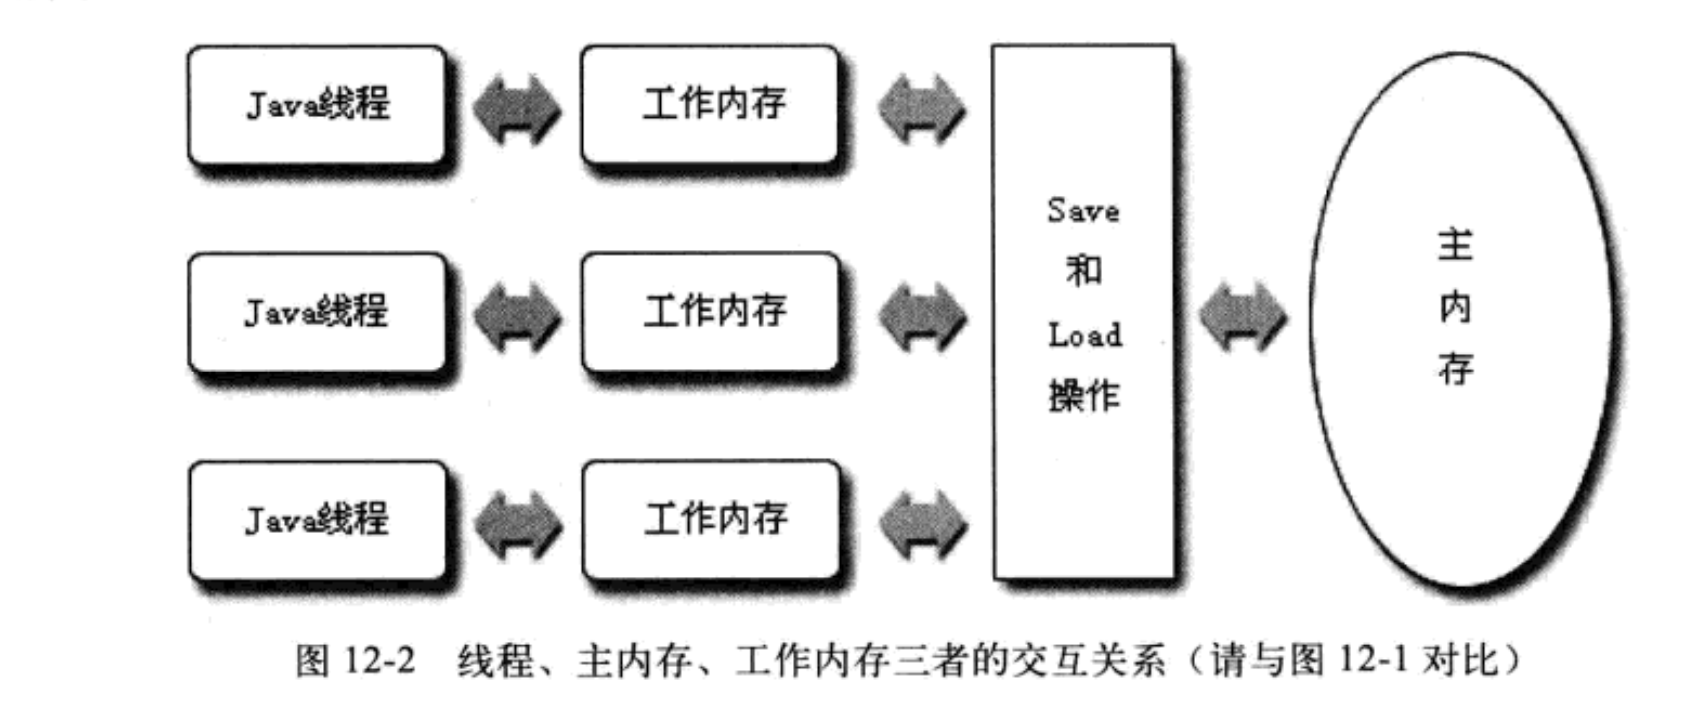 Java线程
工作内存
Java线程
工作内存
Java线程
工作内存
Save
和
Load
操作
主
内
存
图 12-2 线程、主内存、工作内存三者的交互关系（请与图 12-1 对比）